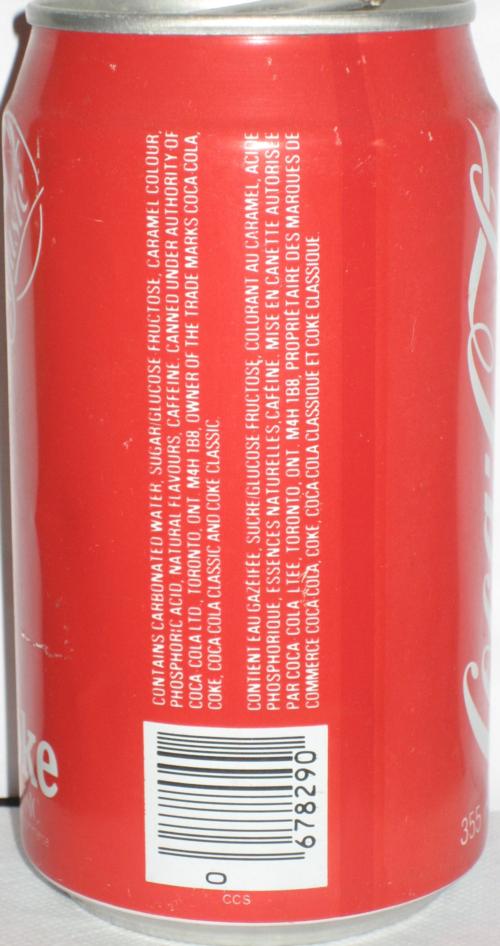 CONTAINS CARBONATED WATER, SUGAR/GLUCOSE FRUCTOSE, CARAMEL COLOUR,
PHOSPHORIC ACID, NATURAL FLAVOURS, CAFFEINE. CANNED UNDER AUTHORITY OF
COCA COLA LTD., TORONTO, ONT. M4H 1B8, OWNER OF THE TRADE MARKS COCA COLA,
COKE, COCA COLA CLASSIC AND COKE CLASSIC
CONTIENT EAU GAZÉIFÉE, SUCRE/GLUCOSE FRUCTOSE, COLORANT AU CARAMEL, ACIDE
PHOSPHORIQUE, ESSENCES NATURELLES, CAFÉINE. MISE EN CANETTE AUTORISÉE
PAR COCA COLA LTÉE, TORONTO, ONT. M4H 1B8, PROPRIÉTAIRE DES MARQUES DE
COMMERCE COCA COLA, COKE, COCA COLA CLASSIQUE ET COKE CLASSIQUE
0 678290
CCS
ke
355